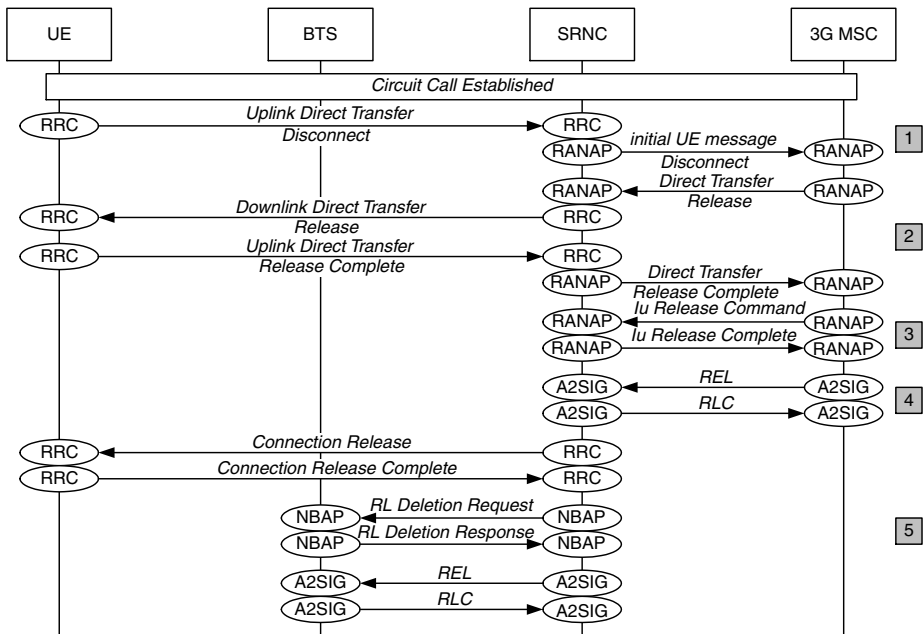 UE BTS SRNC 3G MSC
Circuit Call Established
Uplink Direct Transfer
RRC RRC
Disconnect
1
initial UE message
RANAP RANAP
Disconnect
Direct Transfer
RANAP RANAP
Release
Downlink Direct Transfer
RRC RRC
Release
2
Uplink Direct Transfer
RRC RRC
Release Complete
Direct Transfer
RANAP RANAP
Release Complete
Iu Release Command
RANAP RANAP
3
Iu Release Complete
RANAP RANAP
REL
A2SIG A2SIG
4
RLC
A2SIG A2SIG
Connection Release
RRC RRC
Connection Release Complete
RRC RRC
RL Deletion Request
NBAP NBAP
5
RL Deletion Response
NBAP NBAP
REL
A2SIG A2SIG
RLC
A2SIG A2SIG